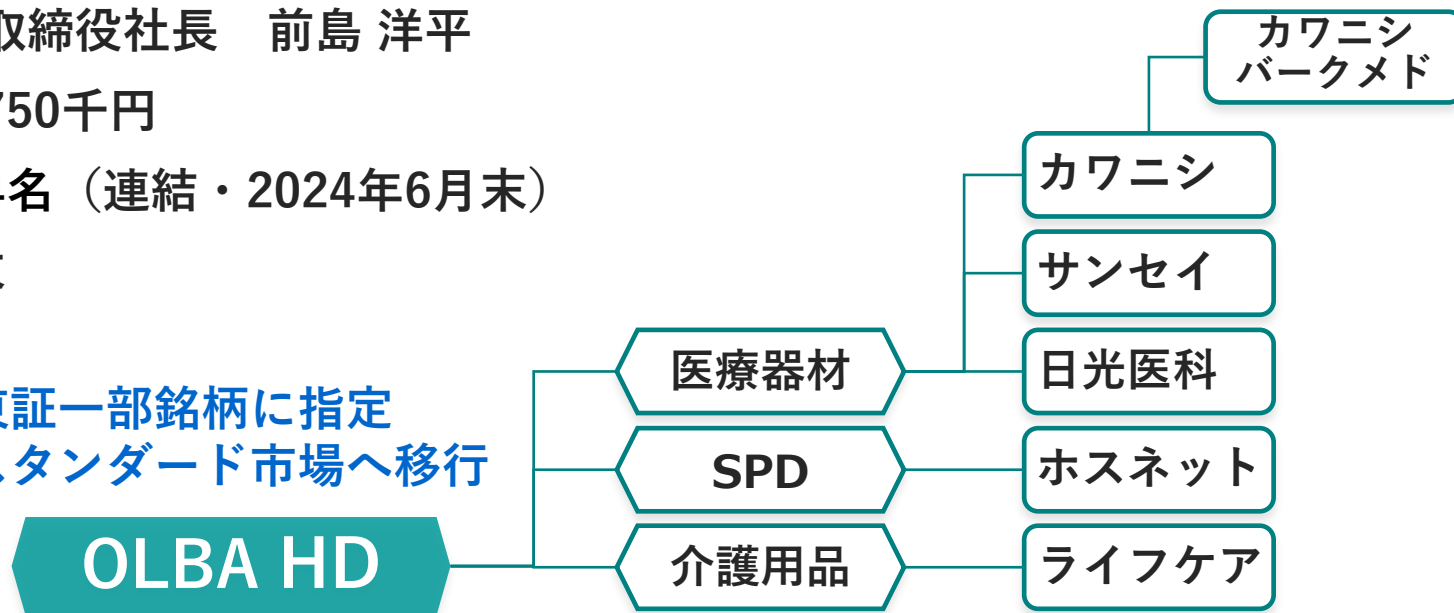 取締役社長　前島 洋平
750千円
名（連結・2024年6月末）
東証一部銘柄に指定
スタンダード市場へ移行
OLBA HD
医療器材
SPD
介護用品
カワニシ
バークメド
カワニシ
サンセイ
日光医科
ホスネット
ライフケア